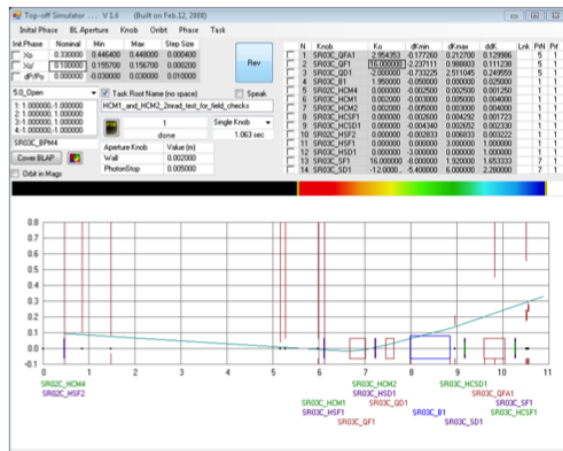 Top-off Simulator ... V 1.6 (Built on Feb.12, 2008)
Inital Phase BL Aperture Knob Oribt Phase Task
Init.Phase Nominal Min Max Step Size
Xo 0.330000 0.446400 0.448000 0.000400
Xo' 0.100000 0.155700 0.156700 0.000200
dP/Po 0.000000 -0.030000 0.030000 0.010000
Rev
5.0_Open
Task Root Name (no space) Speak
HCM1_and_HCM2_2nread_test_for_field_checks
1: 1.000000,-1.000000
2: 1.000000,-1.000000
3: 1.000000,-1.000000
4:-1.000000,-1.000000
1
done
Single Knob
1.063 sec
SR03C_BPM4
Cover BLAP
Orbit in Mags
Aperture Knob Value (m)
Wall 0.002000
PhotonStop 0.005000
N Knob Ko dKmin dKmax ddK Lnk PrN Prf
1 SR03C_QFA1 2.954353 -0.177260 0.212700 0.129986 5 1
2 SR03C_QF1 16.000000 -2.237111 0.988803 0.111238 5 1
3 SR03C_QD1 -2.000000 -0.733225 2.511045 0.249559 5 1
4 SR03C_B1 1.950000 -0.050000 0.000000 0.025000 1 1
5 SR02C_HCM4 0.000000 -0.002500 0.002500 0.001250 1 1
6 SR03C_HCM1 0.002000 -0.003000 0.005000 0.004000 1 1
7 SR03C_HCM2 0.000000 -0.003000 0.005000 0.004000 1 1
8 SR03C_HCSF1 0.000000 -0.002600 0.004292 0.001723 1 1
9 SR03C_HCSD1 0.000000 -0.004340 0.002652 0.002330 1 1
10 SR02C_HSF2 0.000000 -0.002833 0.006833 0.003222 1 1
11 SR03C_HSF1 0.000000 0.000000 3.000000 1.000000 1 1
12 SR03C_HSD1 0.000000 -3.000000 0.000000 1.000000 1 1
13 SR03C_SF1 16.000000 -8.000000 1.920000 1.653333 7 1
14 SR03C_SD1 -12.0000... -5.400000 6.000000 2.280000 7 1
0.8
0.7
0.6
0.5
0.4
0.3
0.2
0.1
0.0
-0.1
0 1 2 3 4 5 6 7 8 9 10 11
SR02C_HCM4 SR03C_HCM2 SR03C_HCSD1
SR02C_HSF2 SR03C_HSD1 SR03C_QFA1
SR03C_HCM1 SR03C_QD1 SR03C_SF1
SR03C_HSF1 SR03C_B1 SR03C_HCSF1
SR03C_QF1 SR03C_SD1